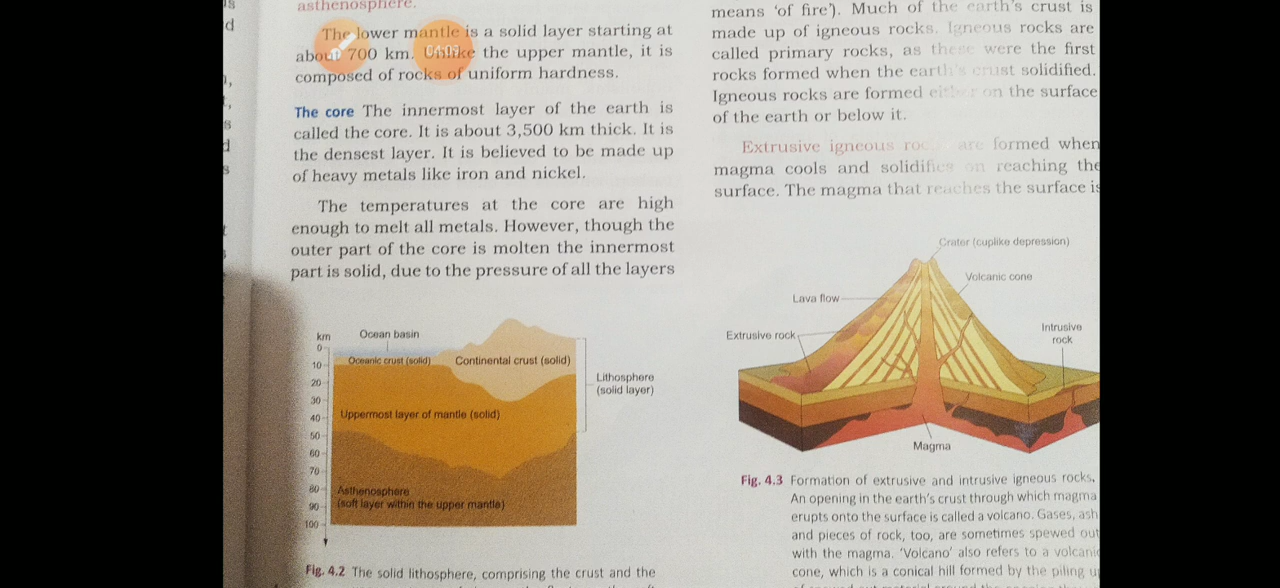 asthenosphere.
The lower mantle is a solid layer starting at
about 700 km. Unlike the upper mantle, it is
composed of rocks of uniform hardness.
The core The innermost layer of the earth is
called the core. It is about 3,500 km thick. It is
the densest layer. It is believed to be made up
of heavy metals like iron and nickel.
The temperatures at the core are high
enough to melt all metals. However, though the
outer part of the core is molten the innermost
part is solid, due to the pressure of all the layers
km
Ocean basin
0
10
20
30
40
50
60
70
80
90
100
Oceanic crust (solid)
Continental crust (solid)
Lithosphere
(solid layer)
Uppermost layer of mantle (solid)
Asthenosphere
(soft layer within the upper mantle)
Fig. 4.2 The solid lithosphere, comprising the crust and the
means 'of fire'). Much of the earth's crust is
made up of igneous rocks. Igneous rocks are
called primary rocks, as these were the first
rocks formed when the earth's crust solidified.
Igneous rocks are formed either on the surface
of the earth or below it.
Extrusive igneous are formed when
magma cools and solidifies on reaching the
surface. The magma that reaches the surface is
Crater (cuplike depression)
Volcanic cone
Lava flow
Extrusive rock
Intrusive
rock
Magma
Fig. 4.3 Formation of extrusive and intrusive igneous rocks.
An opening in the earth's crust through which magma
erupts onto the surface is called a volcano. Gases, ash
and pieces of rock, too, are sometimes spewed out
with the magma. 'Volcano' also refers to a volcanic
cone, which is a conical hill formed by the piling up